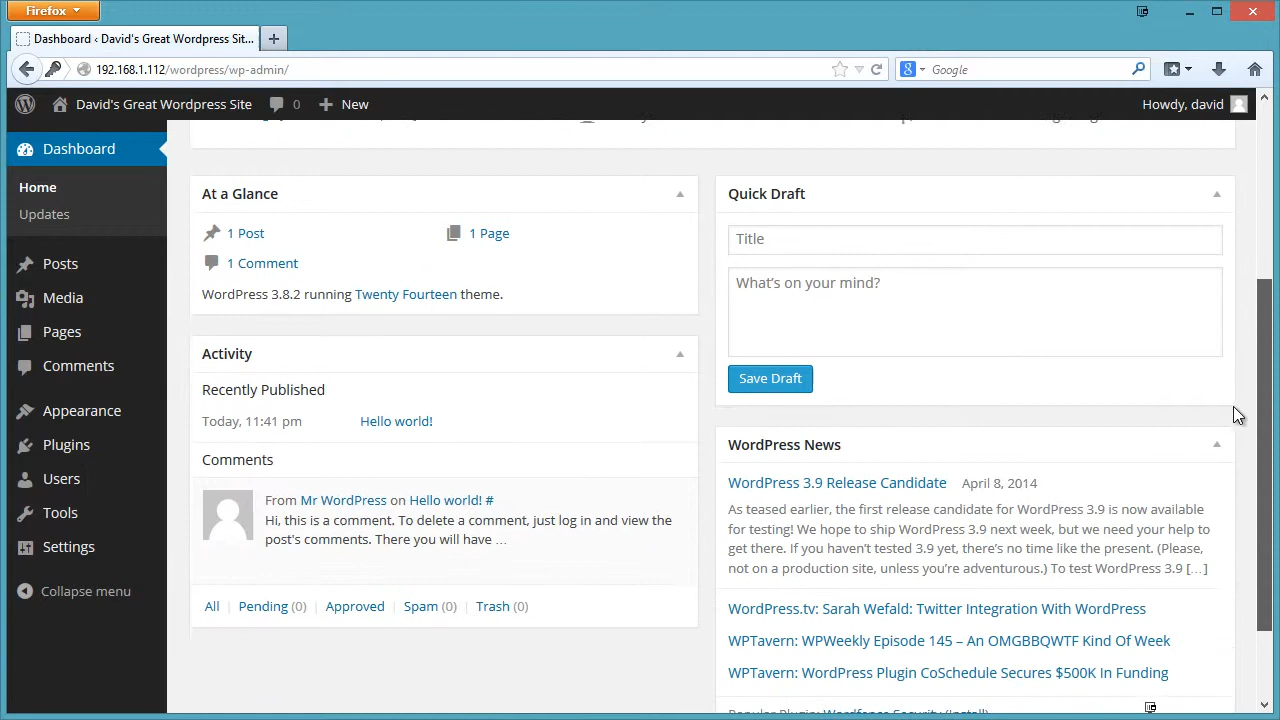 Firefox
Dashboard ‹ David's Great Wordpress Sit...
192.168.1.112/wordpress/wp-admin/
Google
David's Great Wordpress Site 0 New
Howdy, david
Dashboard
Home
Updates
Posts
Media
Pages
Comments
Appearance
Plugins
Users
Tools
Settings
Collapse menu
At a Glance
1 Post
1 Page
1 Comment
WordPress 3.8.2 running Twenty Fourteen theme.
Activity
Recently Published
Today, 11:41 pm Hello world!
Comments
From Mr WordPress on Hello world! #
Hi, this is a comment. To delete a comment, just log in and view the
post's comments. There you will have …
All | Pending (0) | Approved | Spam (0) | Trash (0)
Quick Draft
Title
What's on your mind?
Save Draft
WordPress News
WordPress 3.9 Release Candidate April 8, 2014
As teased earlier, the first release candidate for WordPress 3.9 is now available
for testing! We hope to ship WordPress 3.9 next week, but we need your help to
get there. If you haven't tested 3.9 yet, there's no time like the present. (Please,
not on a production site, unless you're adventurous.) To test WordPress 3.9 […]
WordPress.tv: Sarah Wefald: Twitter Integration With WordPress
WPTavern: WPWeekly Episode 145 – An OMGBBQWTF Kind Of Week
WPTavern: WordPress Plugin CoSchedule Secures $500K In Funding
Popular Plugin: Wordfence Security (Install)